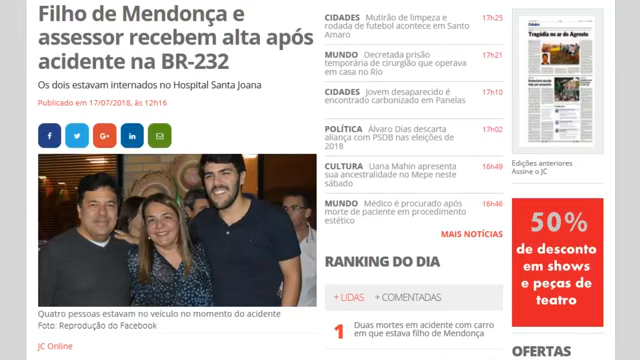 Filho de Mendonça e
assessor recebem alta após
acidente na BR-232
Os dois estavam internados no Hospital Santa Joana
Publicado em 17/07/2018, às 12h16
Quatro pessoas estavam no veículo no momento do acidente
Foto: Reprodução do Facebook
JC Online
CIDADES Mutirão de limpeza e
rodada de futebol acontece em Santo
Amaro
17h25
MUNDO Decretada prisão
temporária de cirurgião que operava
em casa no Rio
17h21
CIDADES Jovem desaparecido é
encontrado carbonizado em Panelas
17h10
POLÍTICA Álvaro Dias descarta
aliança com PSDB nas eleições de
2018
17h02
CULTURA Uana Mahin apresenta
sua ancestralidade no Mepe neste
sábado
16h49
MUNDO Médico é procurado após
morte de paciente em procedimento
estético
16h46
MAIS NOTÍCIAS
RANKING DO DIA
+ LIDAS + COMENTADAS
1 Duas mortes em acidente com carro
em que estava filho de Mendonça
Tragédia no ar do Agreste
Edições anteriores
Assine o JC
50%
de desconto
em shows
e peças de
teatro
OFERTAS